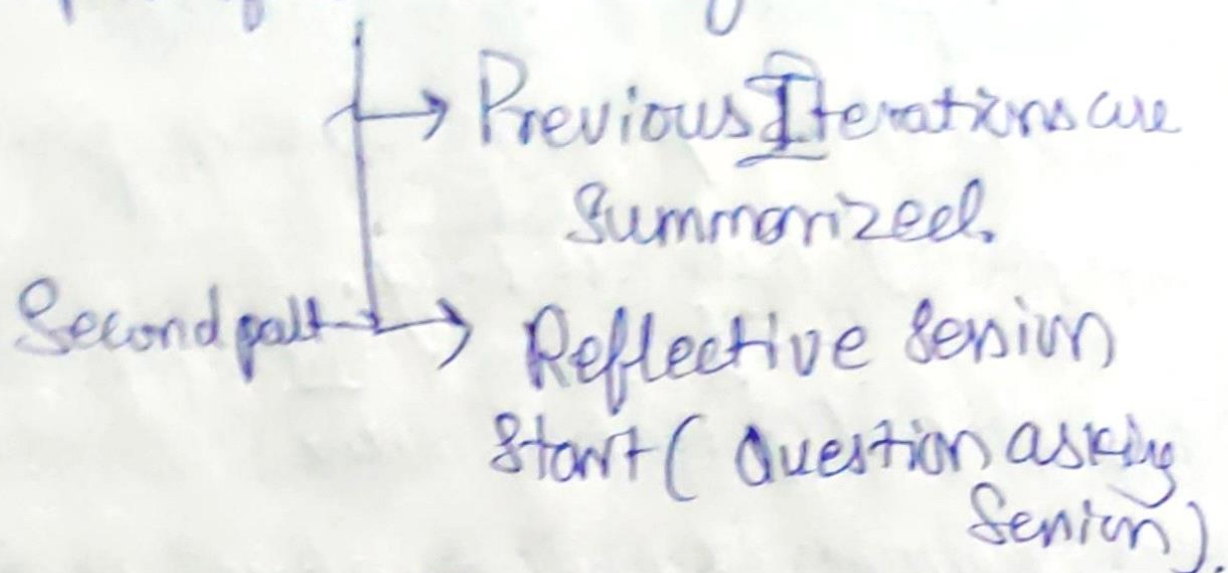 Previous Iterations are
Summarized.
Second part → Reflective Session
Start ( Question asking
Session ).